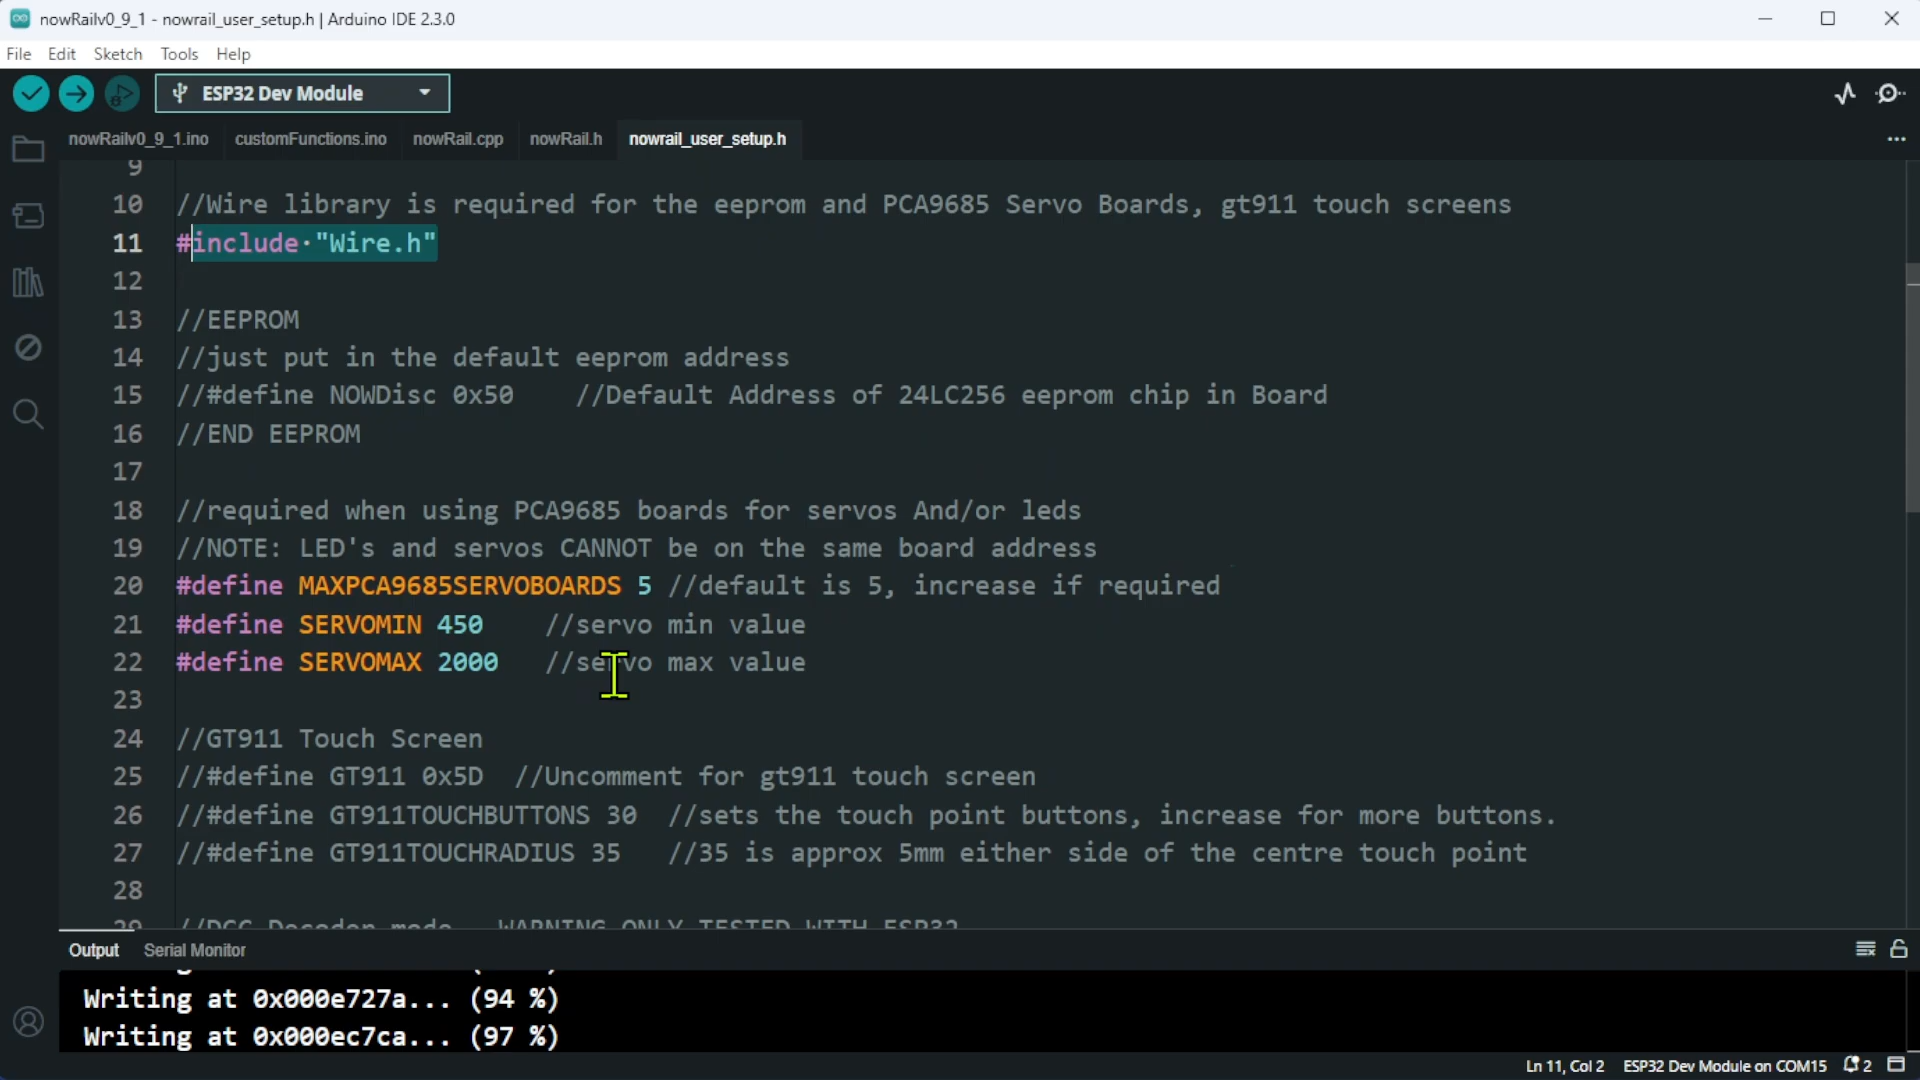 nowRailv0_9_1 - nowrail_user_setup.h | Arduino IDE 2.3.0
File Edit Sketch Tools Help
ESP32 Dev Module
nowRailv0_9_1.ino customFunctions.ino nowRail.cpp nowRail.h nowrail_user_setup.h
9
10 //Wire library is required for the eeprom and PCA9685 Servo Boards, gt911 touch screens
11 #include·"Wire.h"
12
13 //EEPROM
14 //just put in the default eeprom address
15 //#define NOWDisc 0x50 //Default Address of 24LC256 eeprom chip in Board
16 //END EEPROM
17
18 //required when using PCA9685 boards for servos And/or leds
19 //NOTE: LED's and servos CANNOT be on the same board address
20 #define MAXPCA9685SERVOBOARDS 5 //default is 5, increase if required
21 #define SERVOMIN 450 //servo min value
22 #define SERVOMAX 2000 //servo max value
23
24 //GT911 Touch Screen
25 //#define GT911 0x5D //Uncomment for gt911 touch screen
26 //#define GT911TOUCHBUTTONS 30 //sets the touch point buttons, increase for more buttons.
27 //#define GT911TOUCHRADIUS 35 //35 is approx 5mm either side of the centre touch point
28
29 //DCC Decoder mode WARNING ONLY TESTED WITH ESP32
Output Serial Monitor
Writing at 0x000e727a... (94 %)
Writing at 0x000ec7ca... (97 %)
Ln 11, Col 2 ESP32 Dev Module on COM15 2